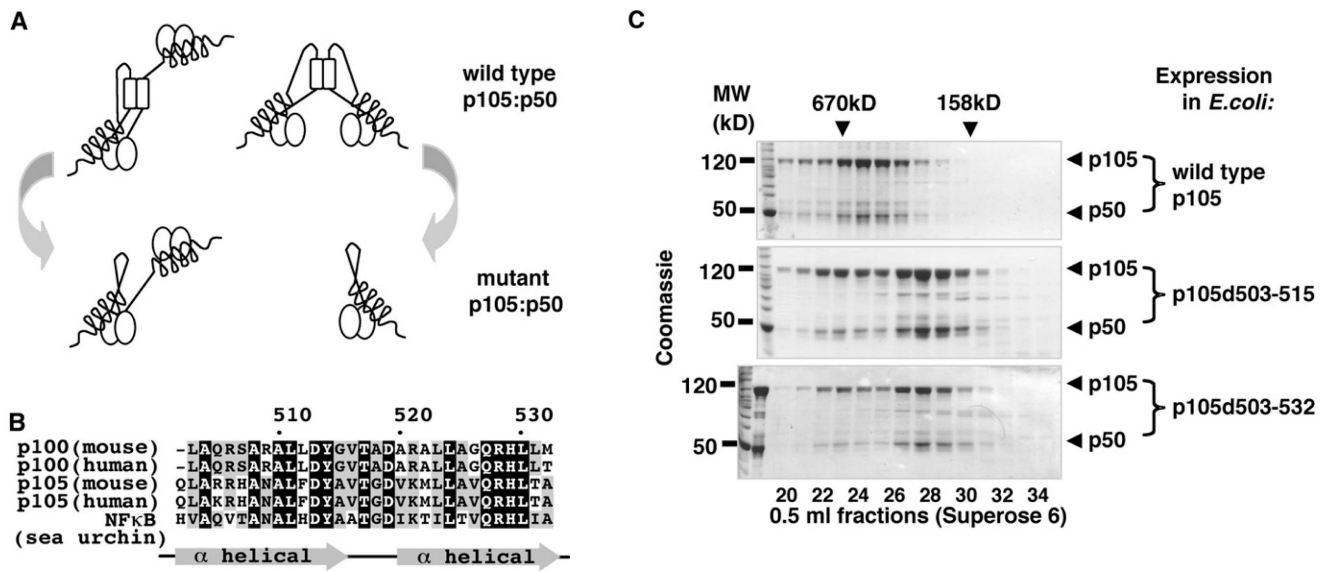 A
wild type
p105:p50
mutant
p105:p50
B
510 520 530
p100(mouse) -LAQRSARALLDYGVTADARALLAGQRHLLM
p100(human) -LAQRSARALLDYGVTADARALLAGQRHLLT
p105(mouse) QLARRHANALFDYAVTGDVKMLLAVQRHLTA
p105(human) QLAKRHANALFDYAVTGDVKMLLAVQRHLTA
NFκB HVAQVTANALHDYAATGDIKTILTVQRHLIA
(sea urchin)
α helical α helical
C
MW
(kD)
670kD 158kD
Expression
in E.coli:
120 p105
wild type
p105
50 p50
120 p105
p105d503-515
50 p50
120 p105
p105d503-532
50 p50
Coomassie
20 22 24 26 28 30 32 34
0.5 ml fractions (Superose 6)